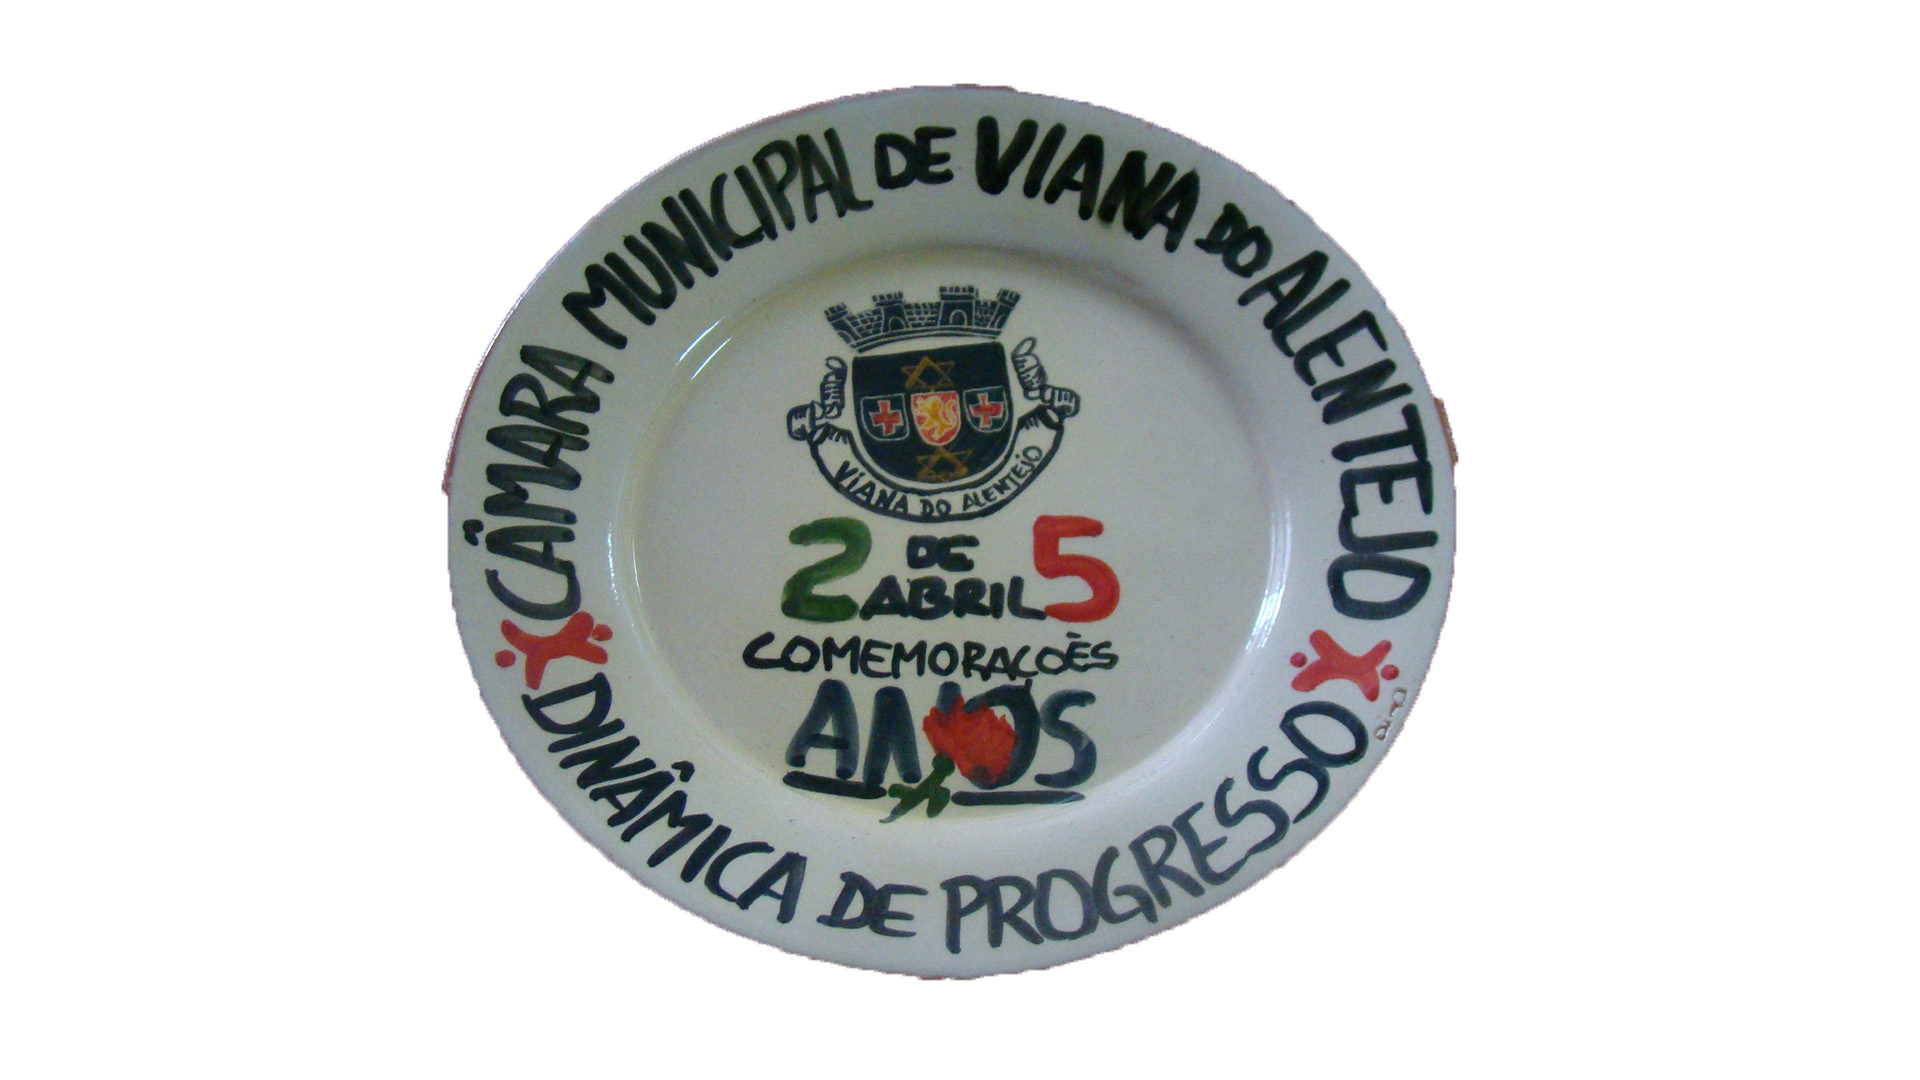 CÂMARA MUNICIPAL DE VIANA DO ALENTEJO
VIANA DO ALENTEJO
2 DE ABRIL 5
COMEMORAÇÕES
ANOS
DINÂMICA DE PROGRESSO